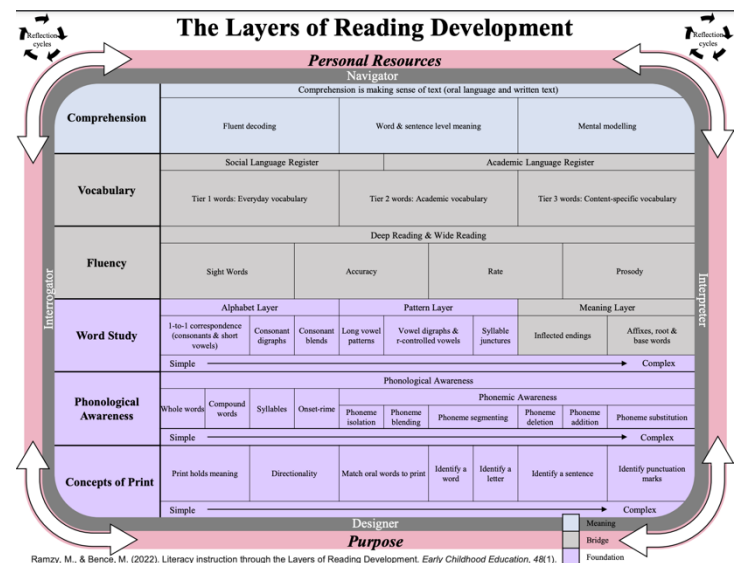 The Layers of Reading Development
Reflection
cycles
Reflection
cycles
Personal Resources
Navigator
Comprehension
Comprehension is making sense of text (oral language and written text)
Fluent decoding
Word & sentence level meaning
Mental modelling
Vocabulary
Social Language Register
Academic Language Register
Tier 1 words: Everyday vocabulary
Tier 2 words: Academic vocabulary
Tier 3 words: Content-specific vocabulary
Fluency
Deep Reading & Wide Reading
Sight Words
Accuracy
Rate
Prosody
Interrogator
Interpreter
Word Study
Alphabet Layer
Pattern Layer
Meaning Layer
1-to-1 correspondence
(consonants & short
vowels)
Consonant
digraphs
Consonant
blends
Long vowel
patterns
Vowel digraphs &
r-controlled vowels
Syllable
junctures
Inflected endings
Affixes, root &
base words
Simple
Complex
Phonological
Awareness
Phonological Awareness
Whole words
Compound
words
Syllables
Onset-rime
Phonemic Awareness
Phoneme
isolation
Phoneme
blending
Phoneme segmenting
Phoneme
deletion
Phoneme
addition
Phoneme substitution
Simple
Complex
Concepts of Print
Print holds meaning
Directionality
Match oral words to print
Identify a
word
Identify a
letter
Identify a sentence
Identify punctuation
marks
Simple
Complex
Designer
Purpose
Meaning
Bridge
Foundation
Ramzy, M., & Bence, M. (2022). Literacy instruction through the Layers of Reading Development. Early Childhood Education, 48(1).